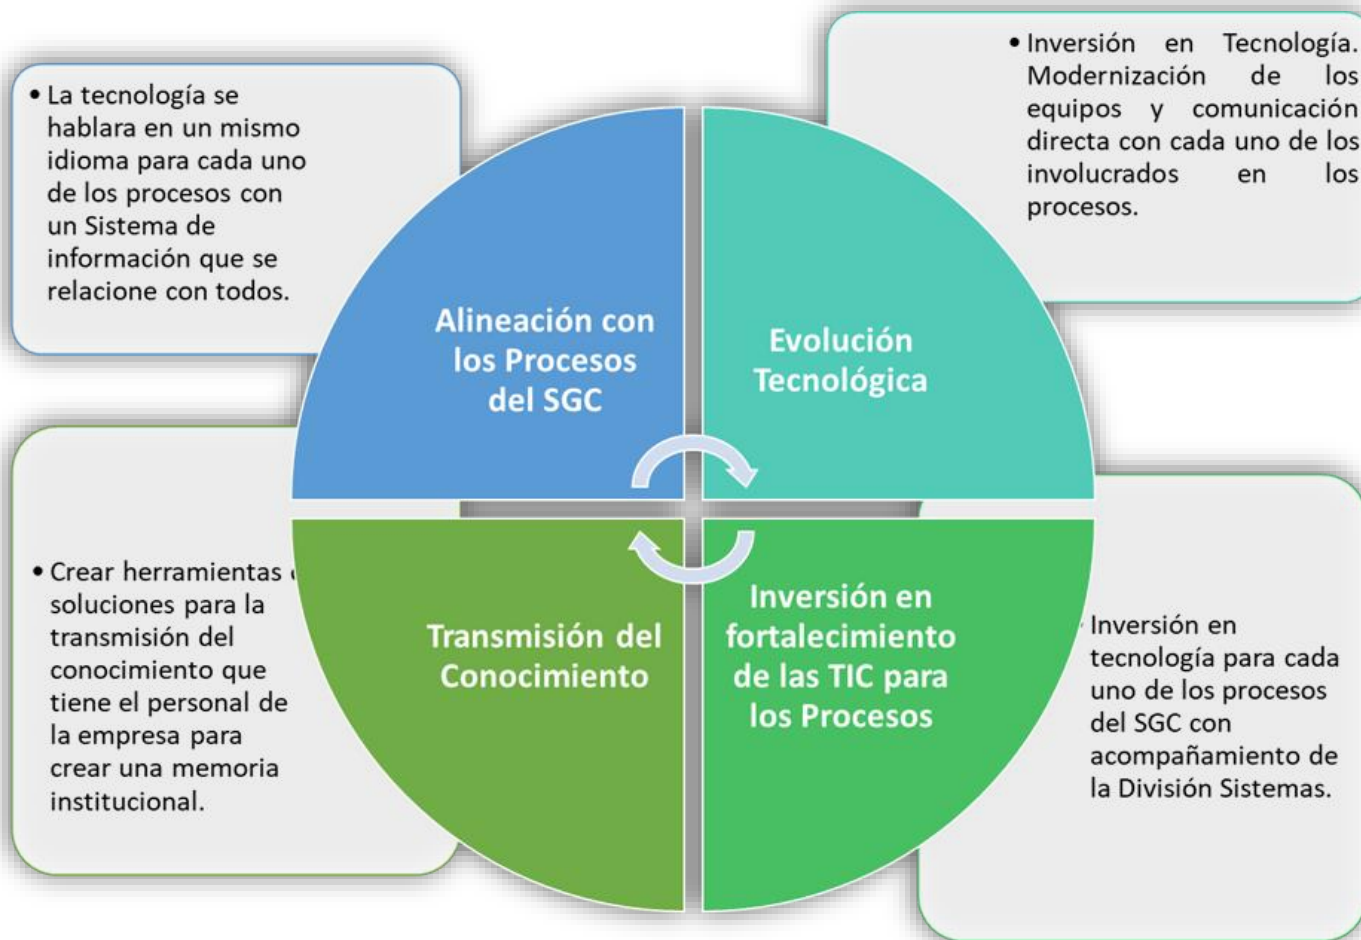 • La tecnología se
hablara en un mismo
idioma para cada uno
de los procesos con
un Sistema de
información que se
relacione con todos.
• Inversión en Tecnología.
Modernización de los
equipos y comunicación
directa con cada uno de los
involucrados en los
procesos.
Alineación con
los Procesos
del SGC
Evolución
Tecnológica
• Crear herramientas
soluciones para la
transmisión del
conocimiento que
tiene el personal de
la empresa para
crear una memoria
institucional.
Transmisión del
Conocimiento
Inversión en
fortalecimiento
de las TIC para
los Procesos
Inversión en
tecnología para cada
uno de los procesos
del SGC con
acompañamiento de
la División Sistemas.